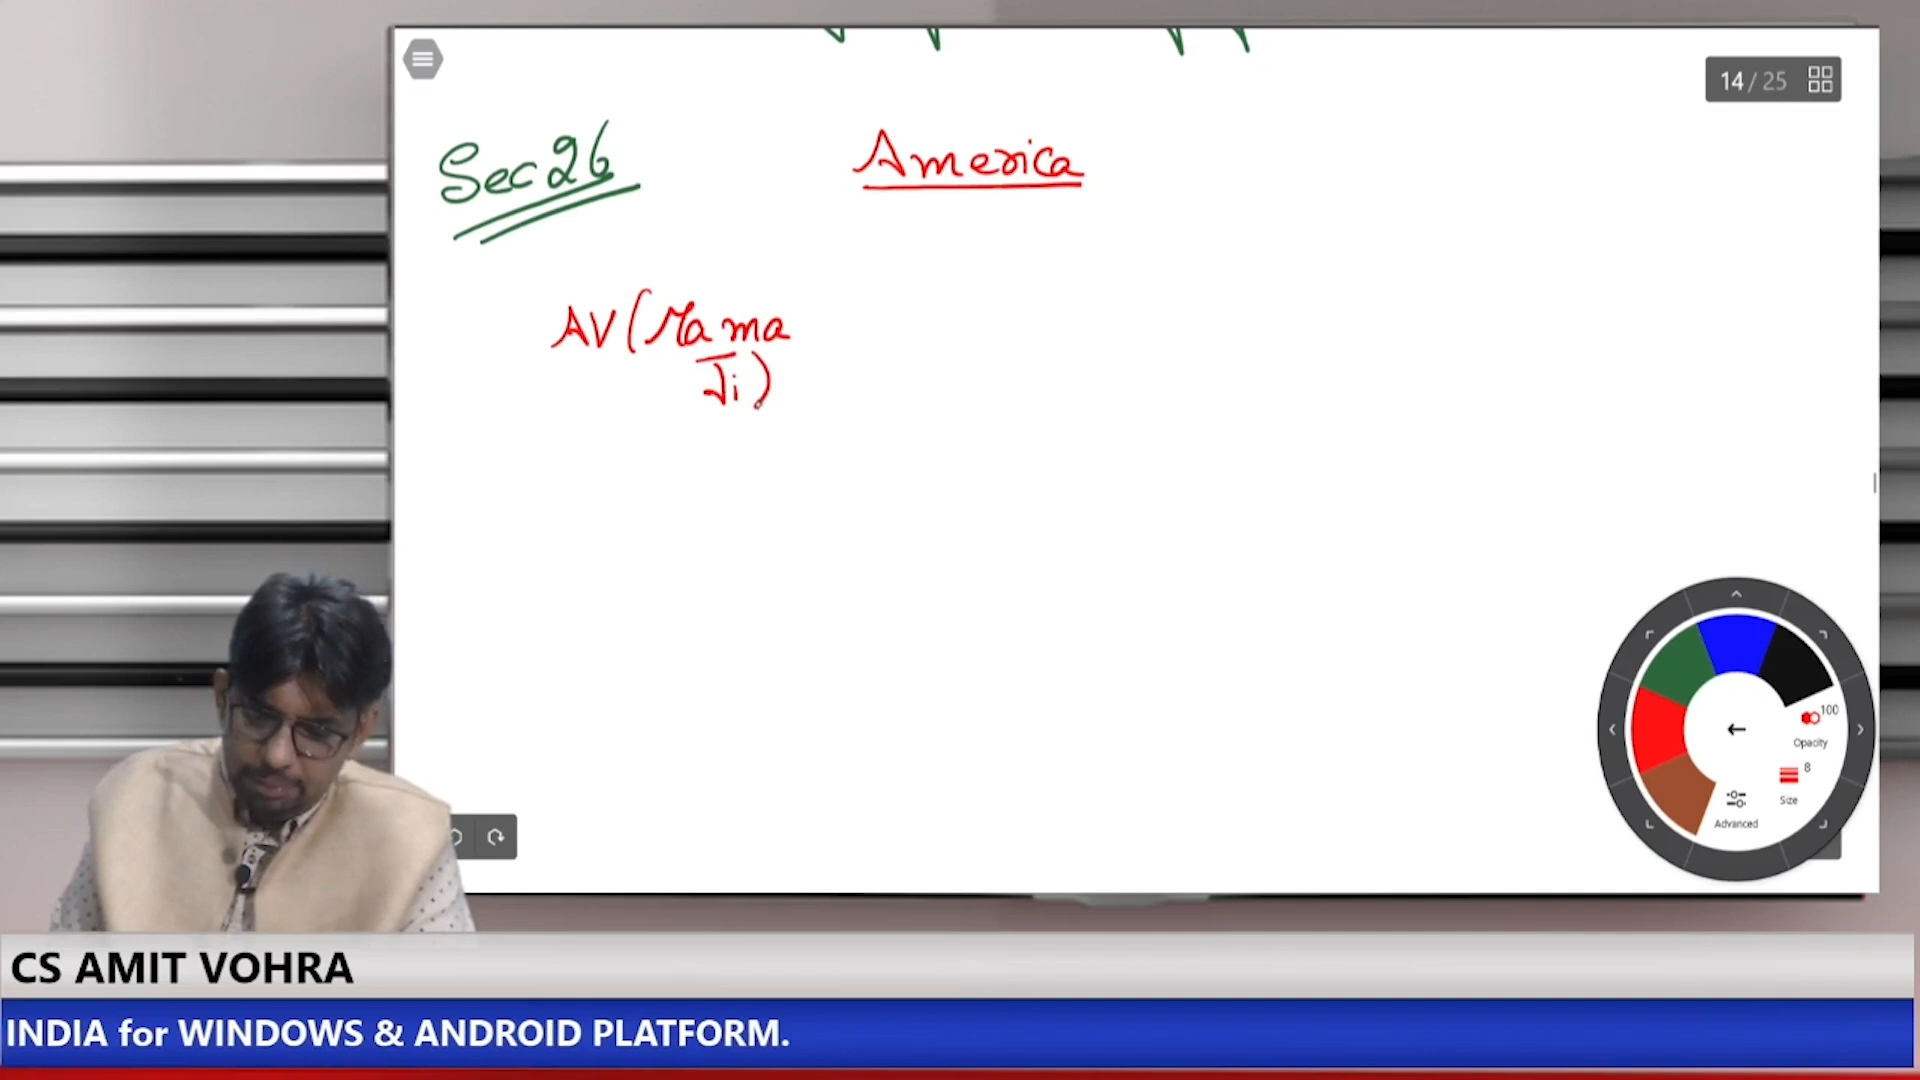 14 / 25
Sec 26
America
AV (Mama
Ji)
100
Opacity
8
Size
Advanced
CS AMIT VOHRA
INDIA for WINDOWS & ANDROID PLATFORM.